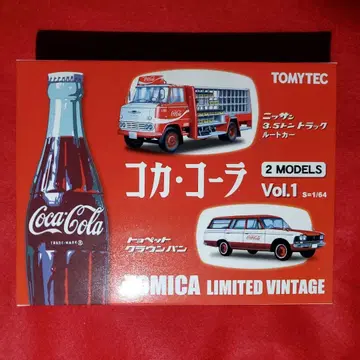 TOMYTEC
ニッサン
3.5トントラック
ルートカー
コカ・コーラ
2 MODELS
Vol.1 S=1/64
Coca-Cola
TRADE-MARK®
トヨペット
クラウンバン
TOMICA LIMITED VINTAGE